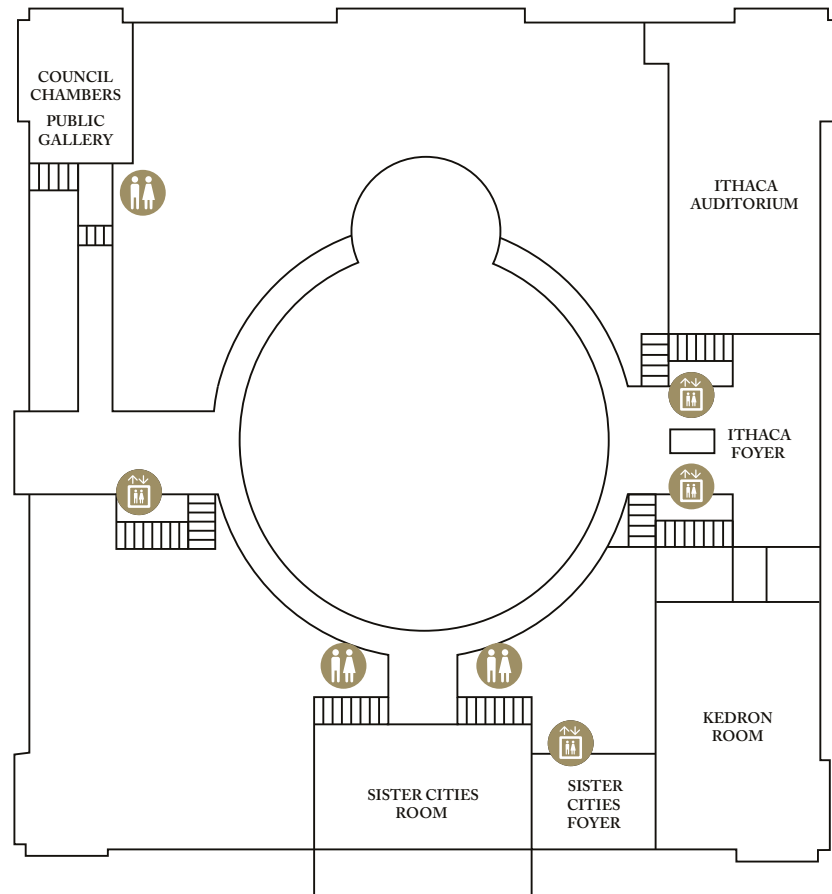 COUNCIL
CHAMBERS
PUBLIC
GALLERY
ITHACA
AUDITORIUM
ITHACA
FOYER
KEDRON
ROOM
SISTER CITIES
ROOM
SISTER
CITIES
FOYER